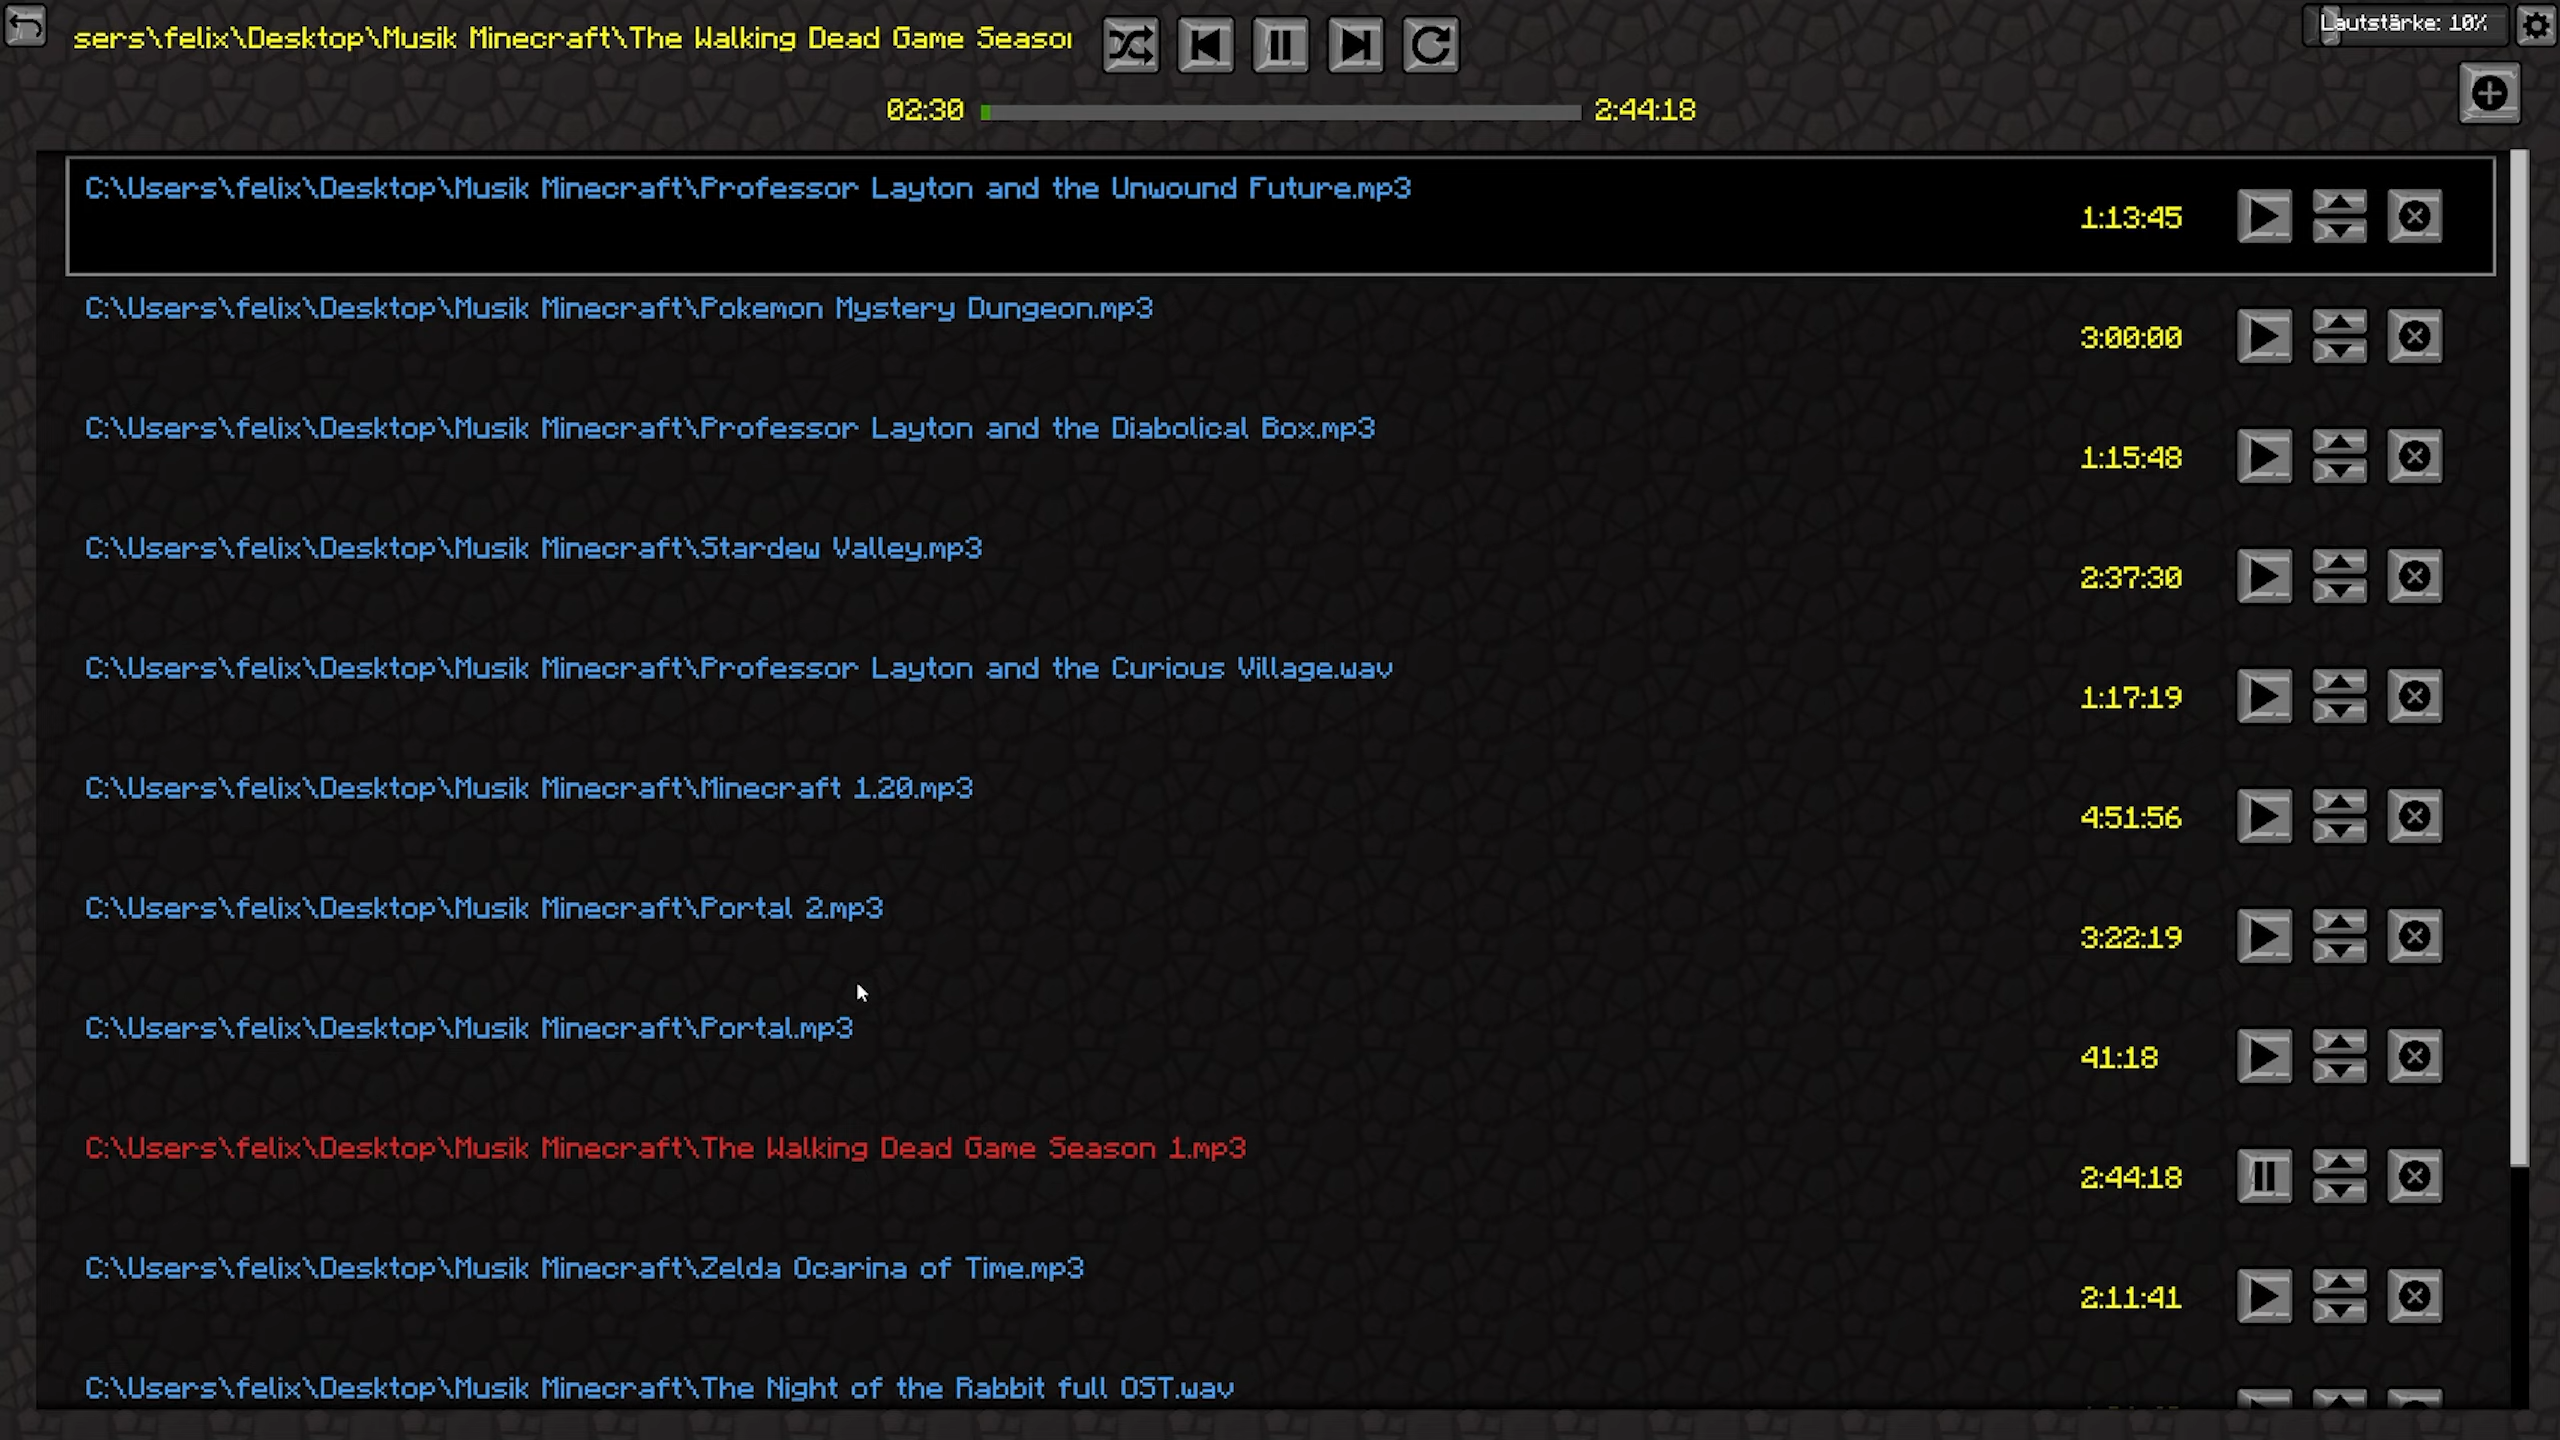 sers\felix\Desktop\Musik Minecraft\The Walking Dead Game Season
Lautstärke: 10%
02:30
2:44:18
C:\Users\felix\Desktop\Musik Minecraft\Professor Layton and the Unwound Future.mp3
1:13:45
C:\Users\felix\Desktop\Musik Minecraft\Pokemon Mystery Dungeon.mp3
3:00:00
C:\Users\felix\Desktop\Musik Minecraft\Professor Layton and the Diabolical Box.mp3
1:15:48
C:\Users\felix\Desktop\Musik Minecraft\Stardew Valley.mp3
2:37:30
C:\Users\felix\Desktop\Musik Minecraft\Professor Layton and the Curious Village.wav
1:17:19
C:\Users\felix\Desktop\Musik Minecraft\Minecraft 1.20.mp3
4:51:56
C:\Users\felix\Desktop\Musik Minecraft\Portal 2.mp3
3:22:19
C:\Users\felix\Desktop\Musik Minecraft\Portal.mp3
41:18
C:\Users\felix\Desktop\Musik Minecraft\The Walking Dead Game Season 1.mp3
2:44:18
C:\Users\felix\Desktop\Musik Minecraft\Zelda Ocarina of Time.mp3
2:11:41
C:\Users\felix\Desktop\Musik Minecraft\The Night of the Rabbit full OST.wav